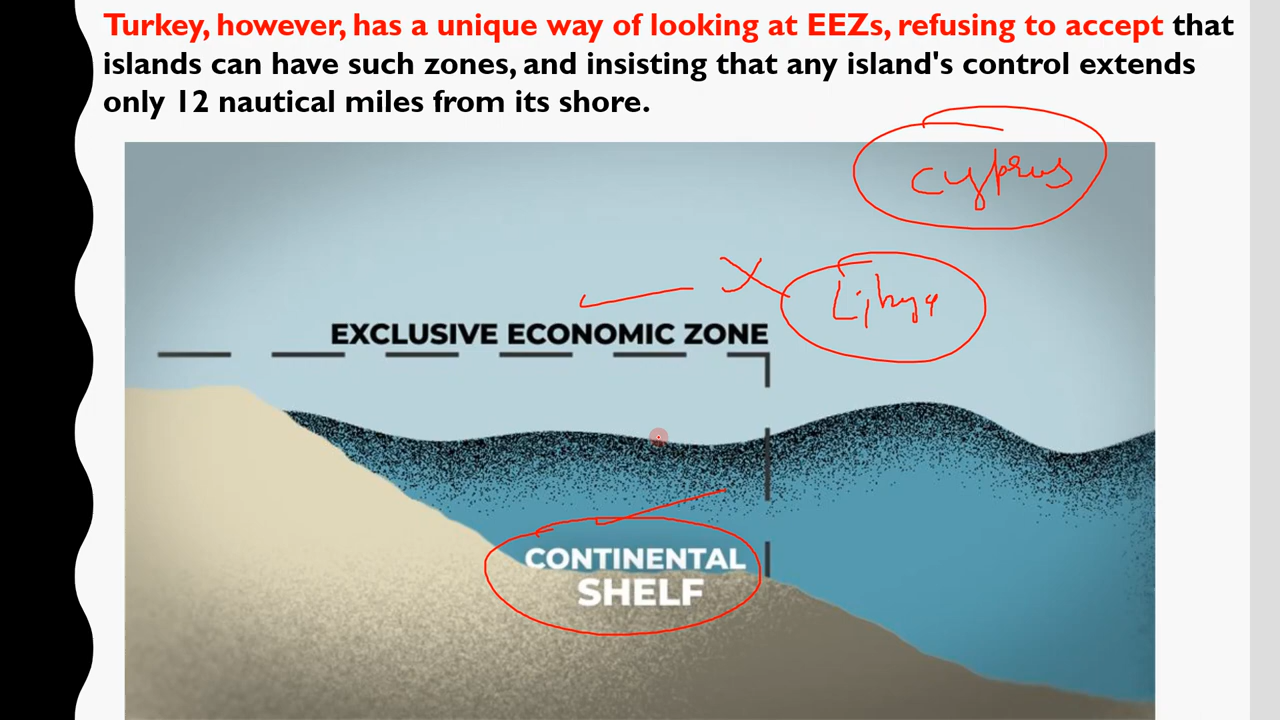 Turkey, however, has a unique way of looking at EEZs, refusing to accept that
islands can have such zones, and insisting that any island's control extends
only 12 nautical miles from its shore.
cyprus
Libya
EXCLUSIVE ECONOMIC ZONE
CONTINENTAL
SHELF